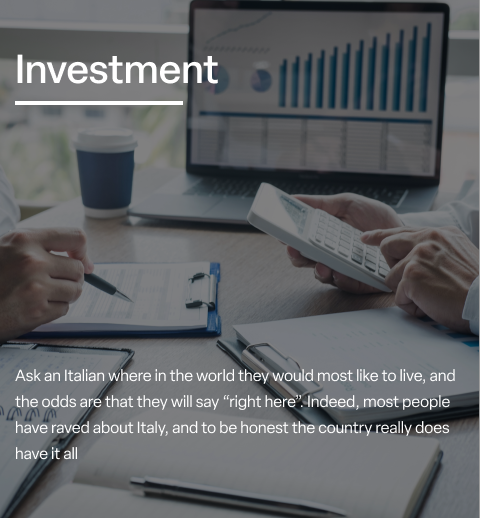 Investment
Ask an Italian where in the world they would most like to live, and
the odds are that they will say “right here”. Indeed, most people
have raved about Italy, and to be honest the country really does
have it all